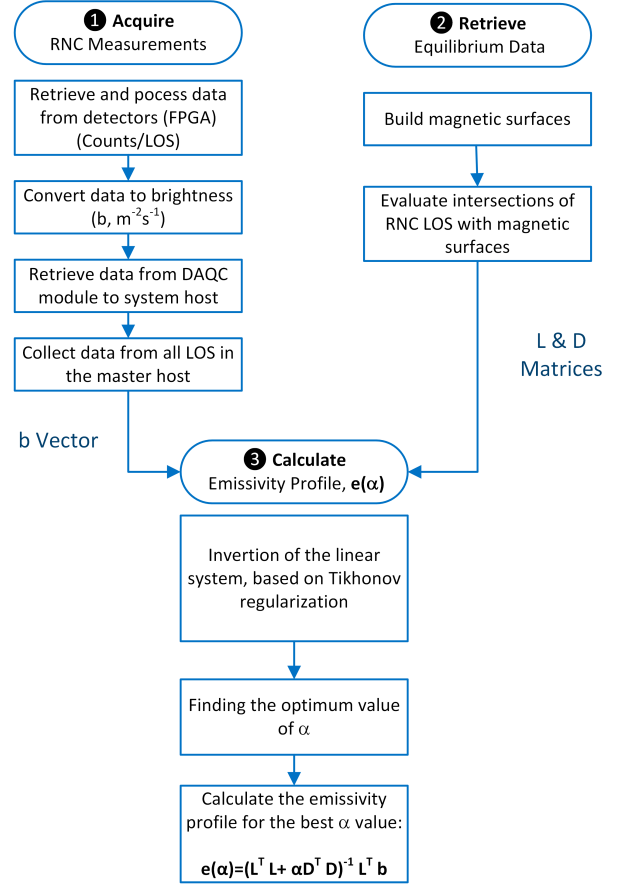 ❶ Acquire
RNC Measurements
Retrieve and pocess data
from detectors (FPGA)
(Counts/LOS)
Convert data to brightness
(b, m⁻²s⁻¹)
Retrieve data from DAQC
module to system host
Collect data from all LOS in
the master host
b Vector
❷ Retrieve
Equilibrium Data
Build magnetic surfaces
Evaluate intersections of
RNC LOS with magnetic
surfaces
L & D
Matrices
❸ Calculate
Emissivity Profile, e(α)
Invertion of the linear
system, based on Tikhonov
regularization
Finding the optimum value
of α
Calculate the emissivity
profile for the best α value:
e(α)=(Lᵀ L+ αDᵀ D)⁻¹ Lᵀ b